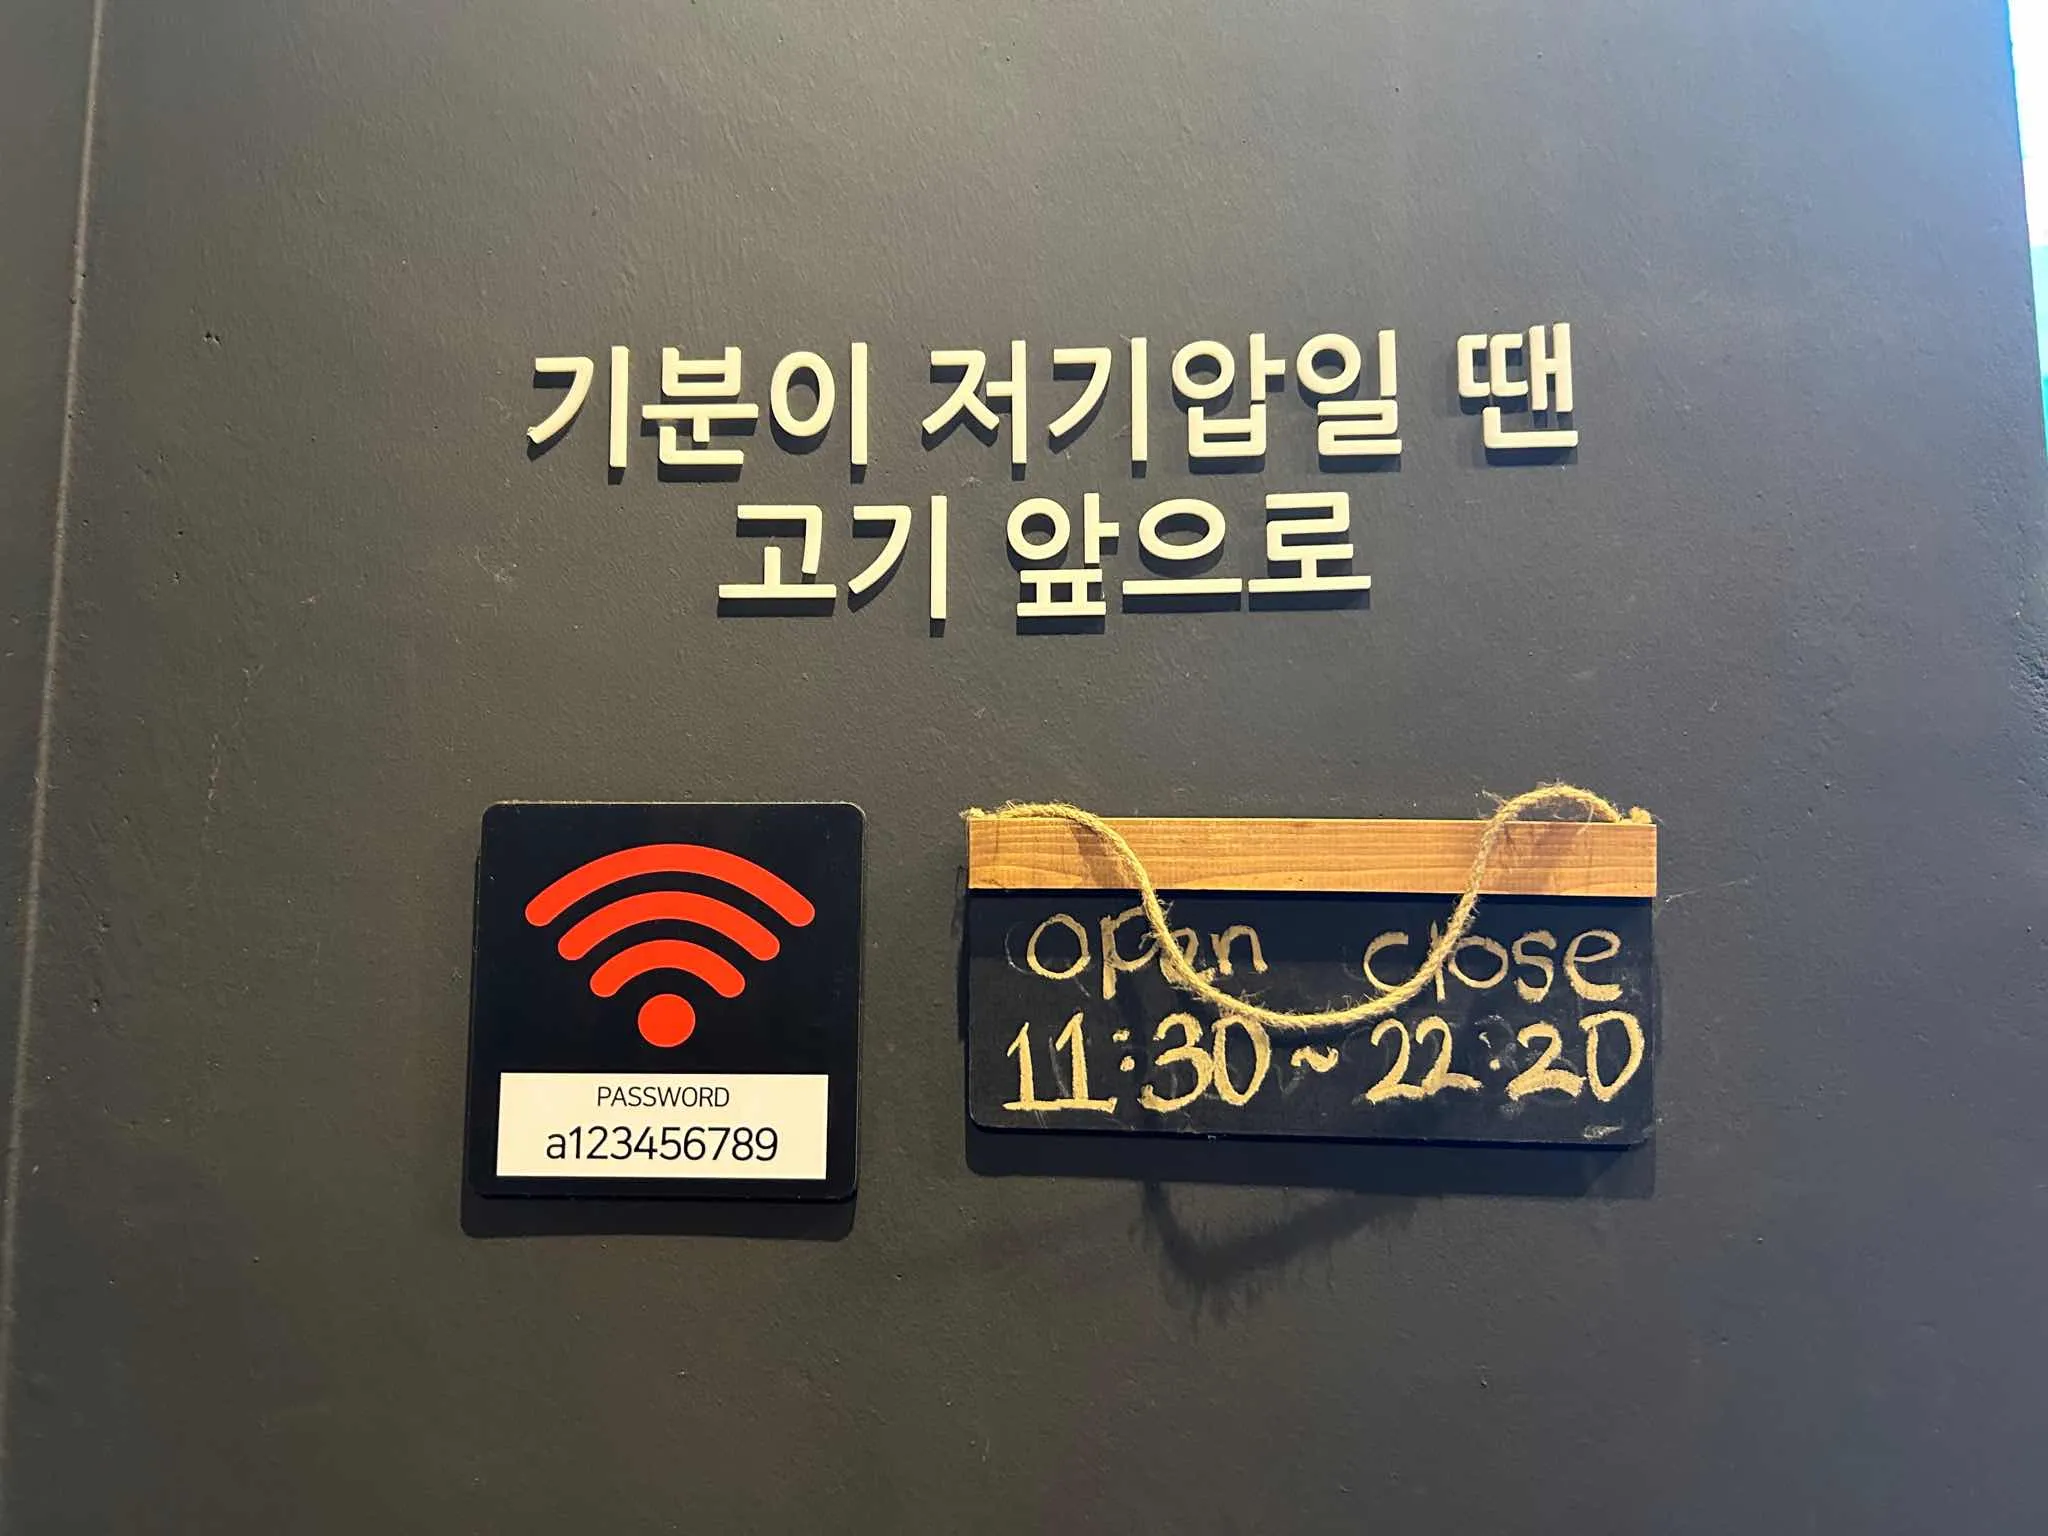 기분이 저기압일 땐
고기 앞으로
PASSWORD
a123456789
open close
11:30 ~ 22:20